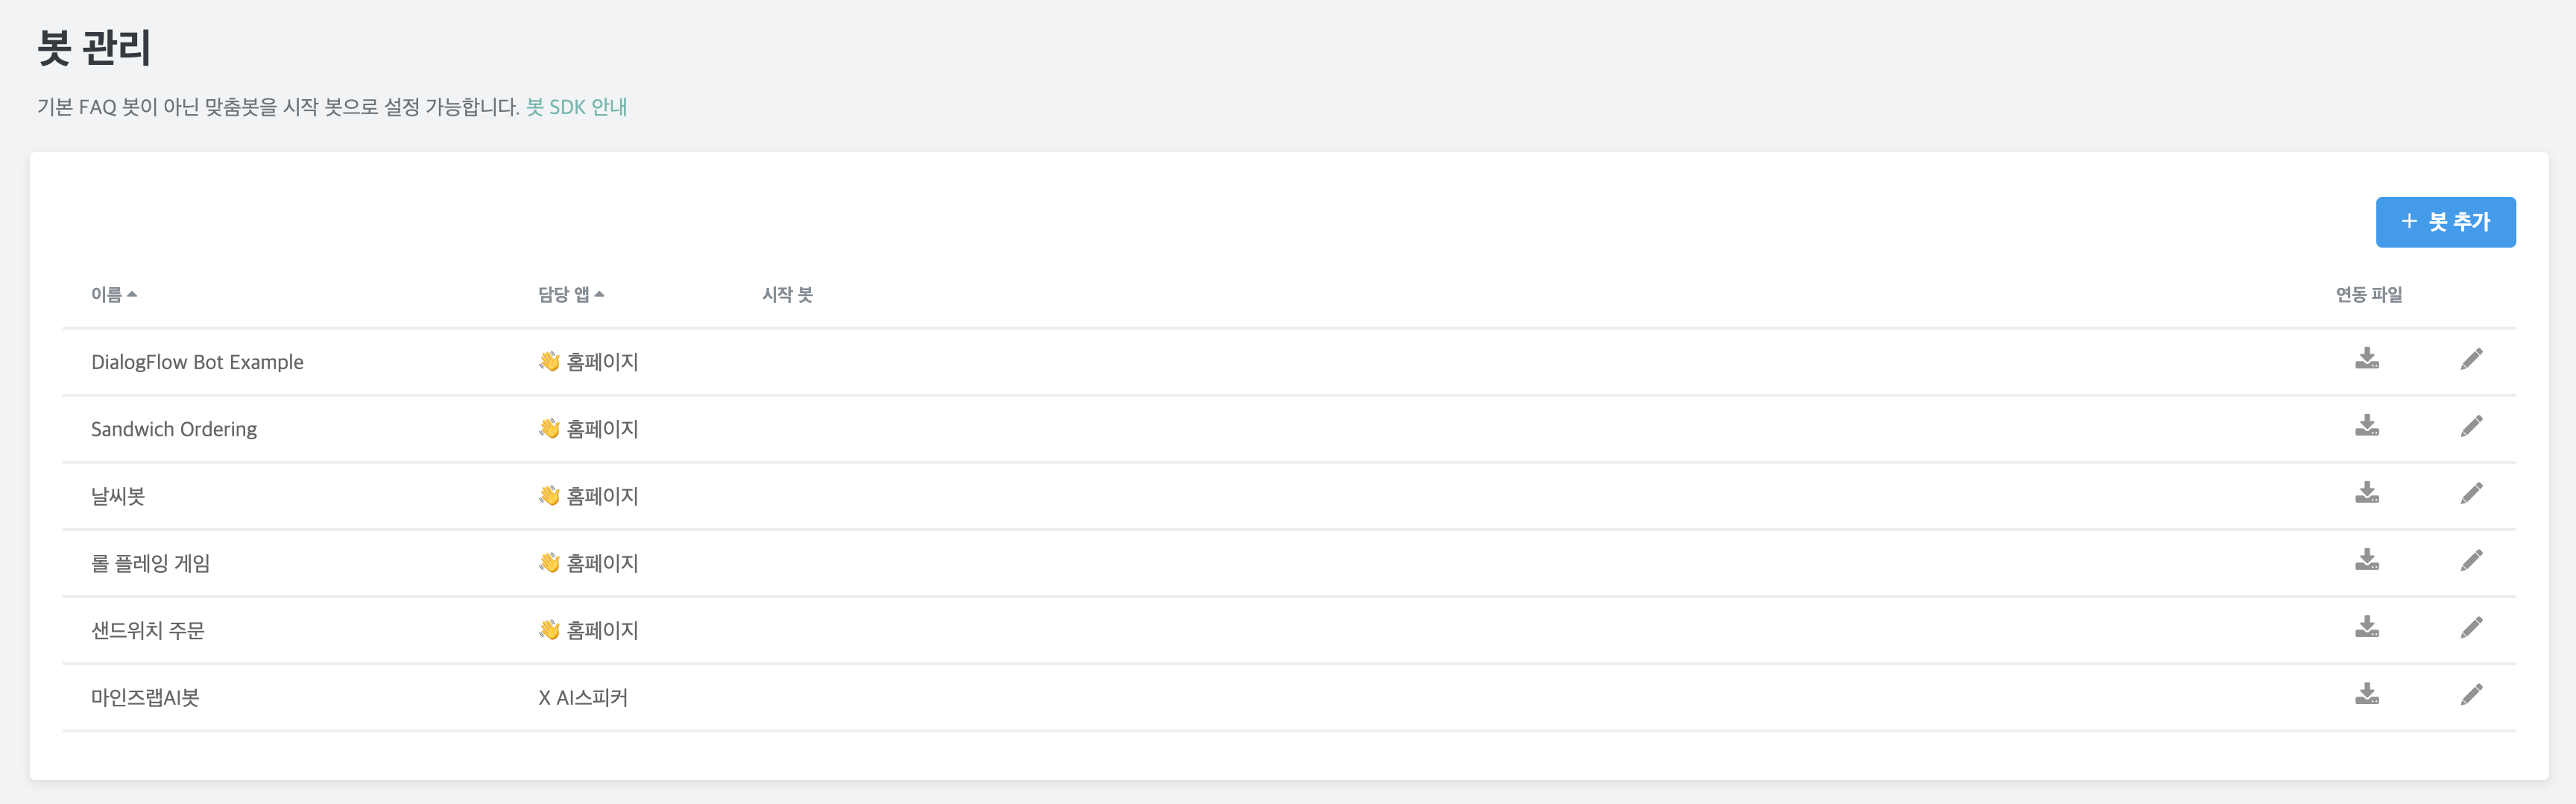 봇 관리
기본 FAQ 봇이 아닌 맞춤봇을 시작 봇으로 설정 가능합니다. 봇 SDK 안내
+ 봇 추가
이름 담당 앱 시작 봇 연동 파일
DialogFlow Bot Example 👋 홈페이지
Sandwich Ordering 👋 홈페이지
날씨봇 👋 홈페이지
롤 플레잉 게임 👋 홈페이지
샌드위치 주문 👋 홈페이지
마인즈랩AI봇 X AI스피커